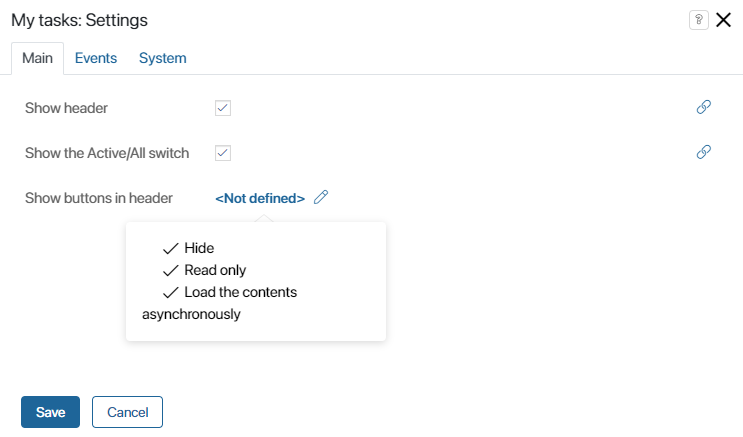 My tasks: Settings
?
Main Events System
Show header
Show the Active/All switch
Show buttons in header <Not defined>
Hide
Read only
Load the contents
asynchronously
Save Cancel